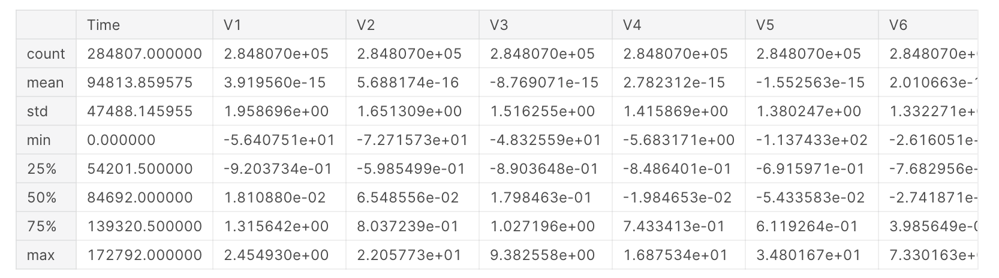 Time V1 V2 V3 V4 V5 V6
count 284807.000000 2.848070e+05 2.848070e+05 2.848070e+05 2.848070e+05 2.848070e+05 2.848070e+
mean 94813.859575 3.919560e-15 5.688174e-16 -8.769071e-15 2.782312e-15 -1.552563e-15 2.010663e-1
std 47488.145955 1.958696e+00 1.651309e+00 1.516255e+00 1.415869e+00 1.380247e+00 1.332271e+
min 0.000000 -5.640751e+01 -7.271573e+01 -4.832559e+01 -5.683171e+00 -1.137433e+02 -2.616051e-
25% 54201.500000 -9.203734e-01 -5.985499e-01 -8.903648e-01 -8.486401e-01 -6.915971e-01 -7.682956e-
50% 84692.000000 1.810880e-02 6.548556e-02 1.798463e-01 -1.984653e-02 -5.433583e-02 -2.741871e-
75% 139320.500000 1.315642e+00 8.037239e-01 1.027196e+00 7.433413e-01 6.119264e-01 3.985649e-0
max 172792.000000 2.454930e+00 2.205773e+01 9.382558e+00 1.687534e+01 3.480167e+01 7.330163e+